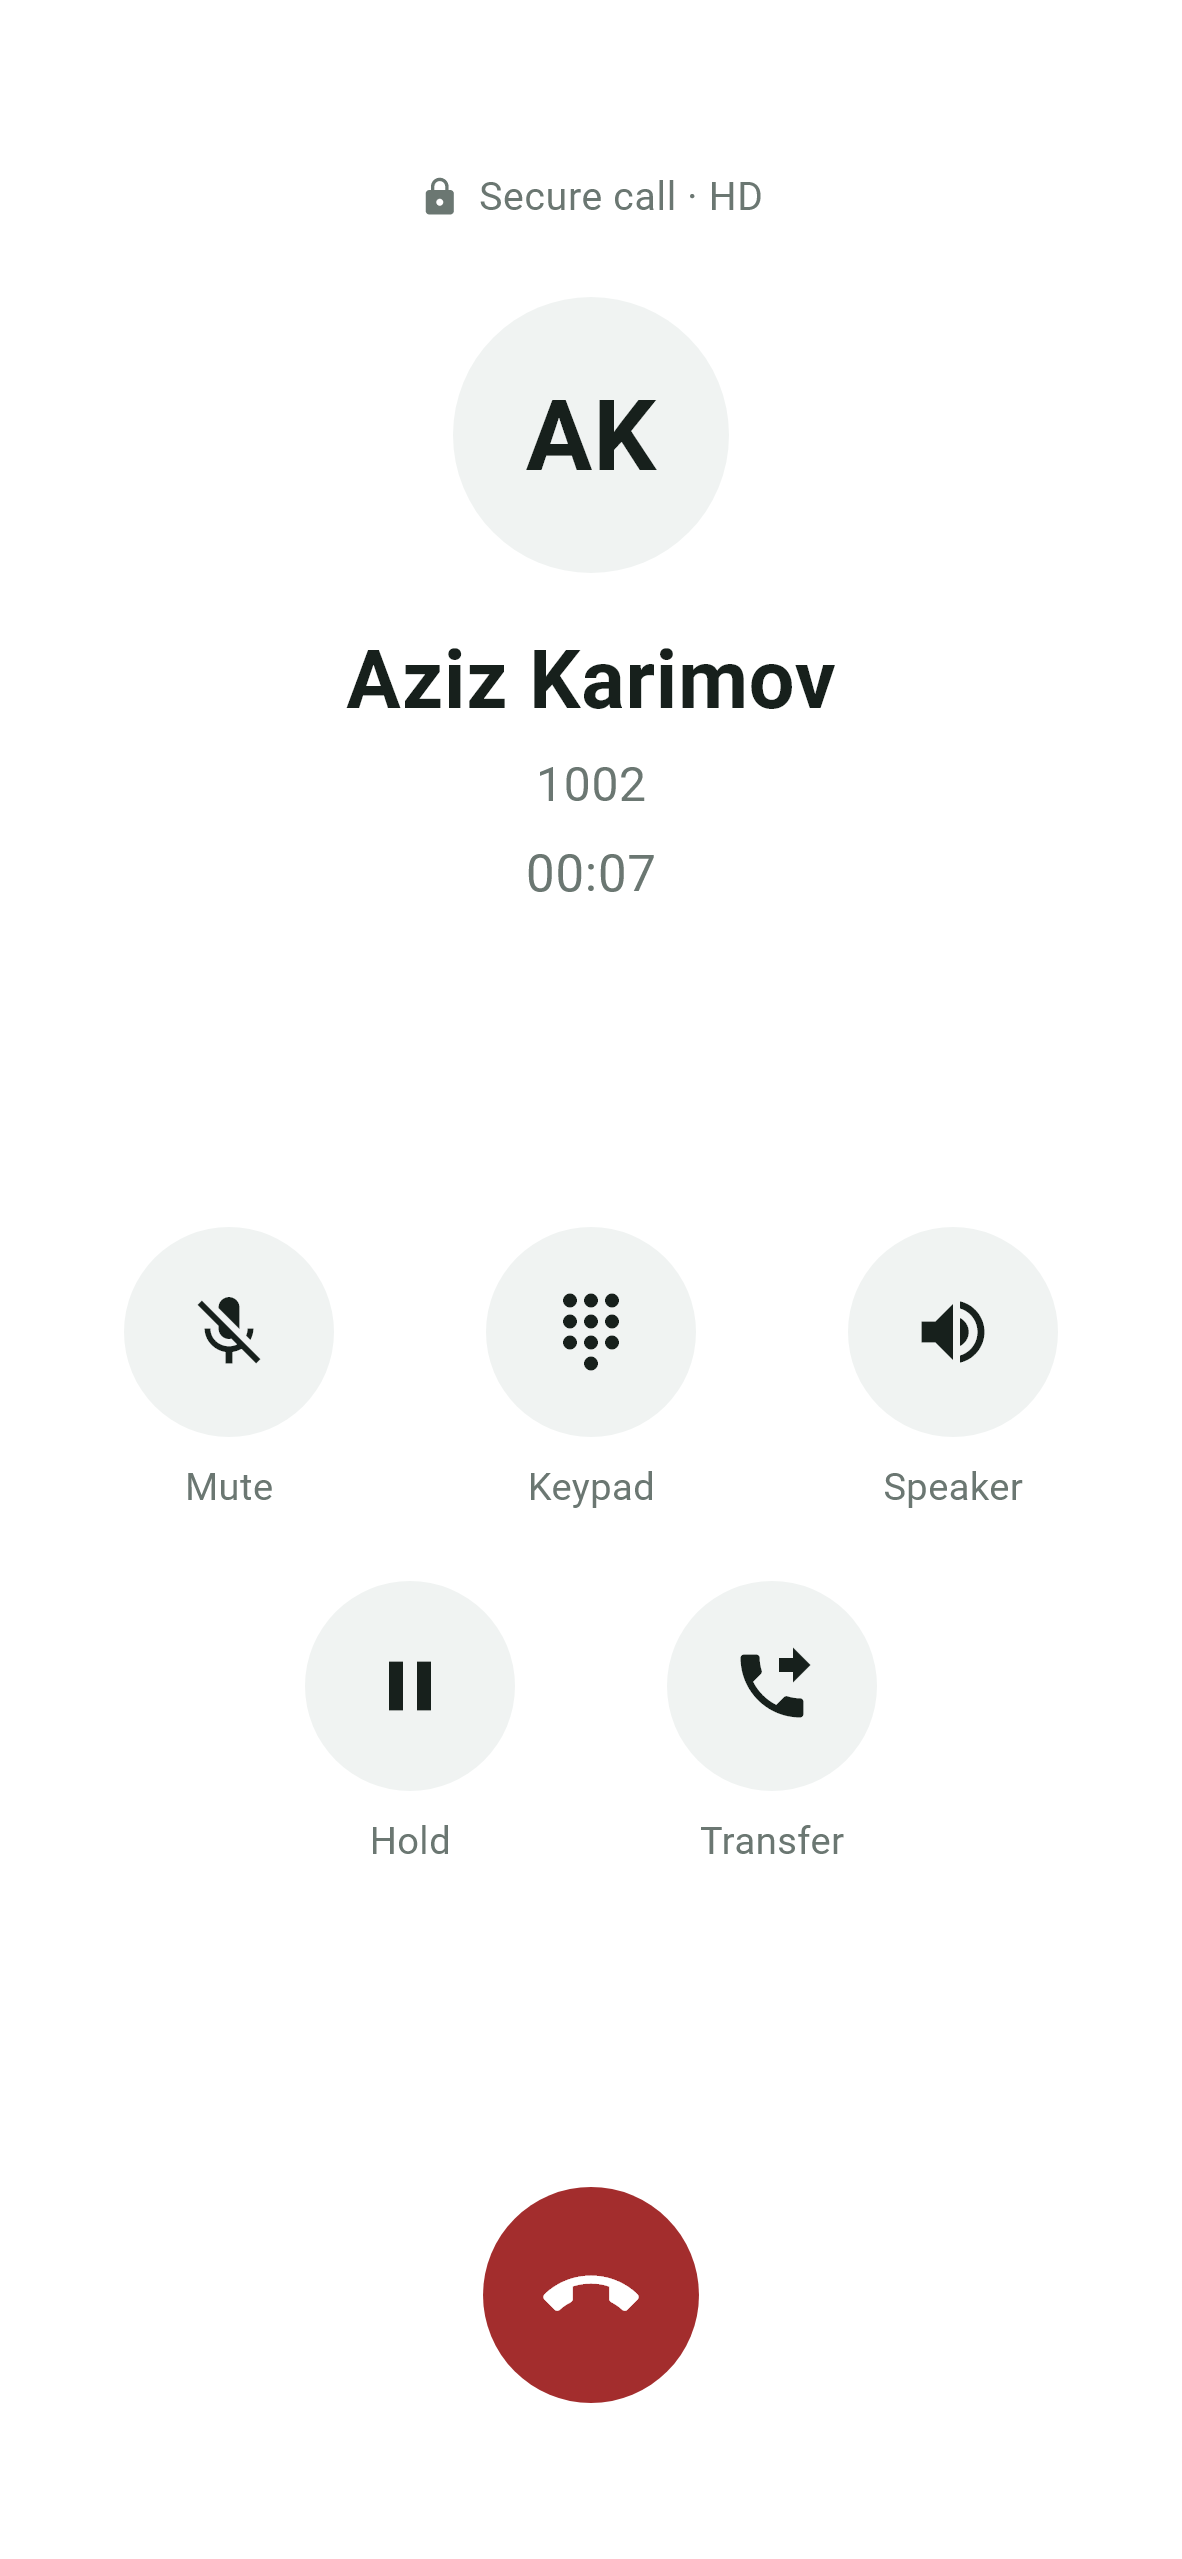 Secure call · HD
AK
Aziz Karimov
1002
00:07
Mute
Keypad
Speaker
Hold
Transfer